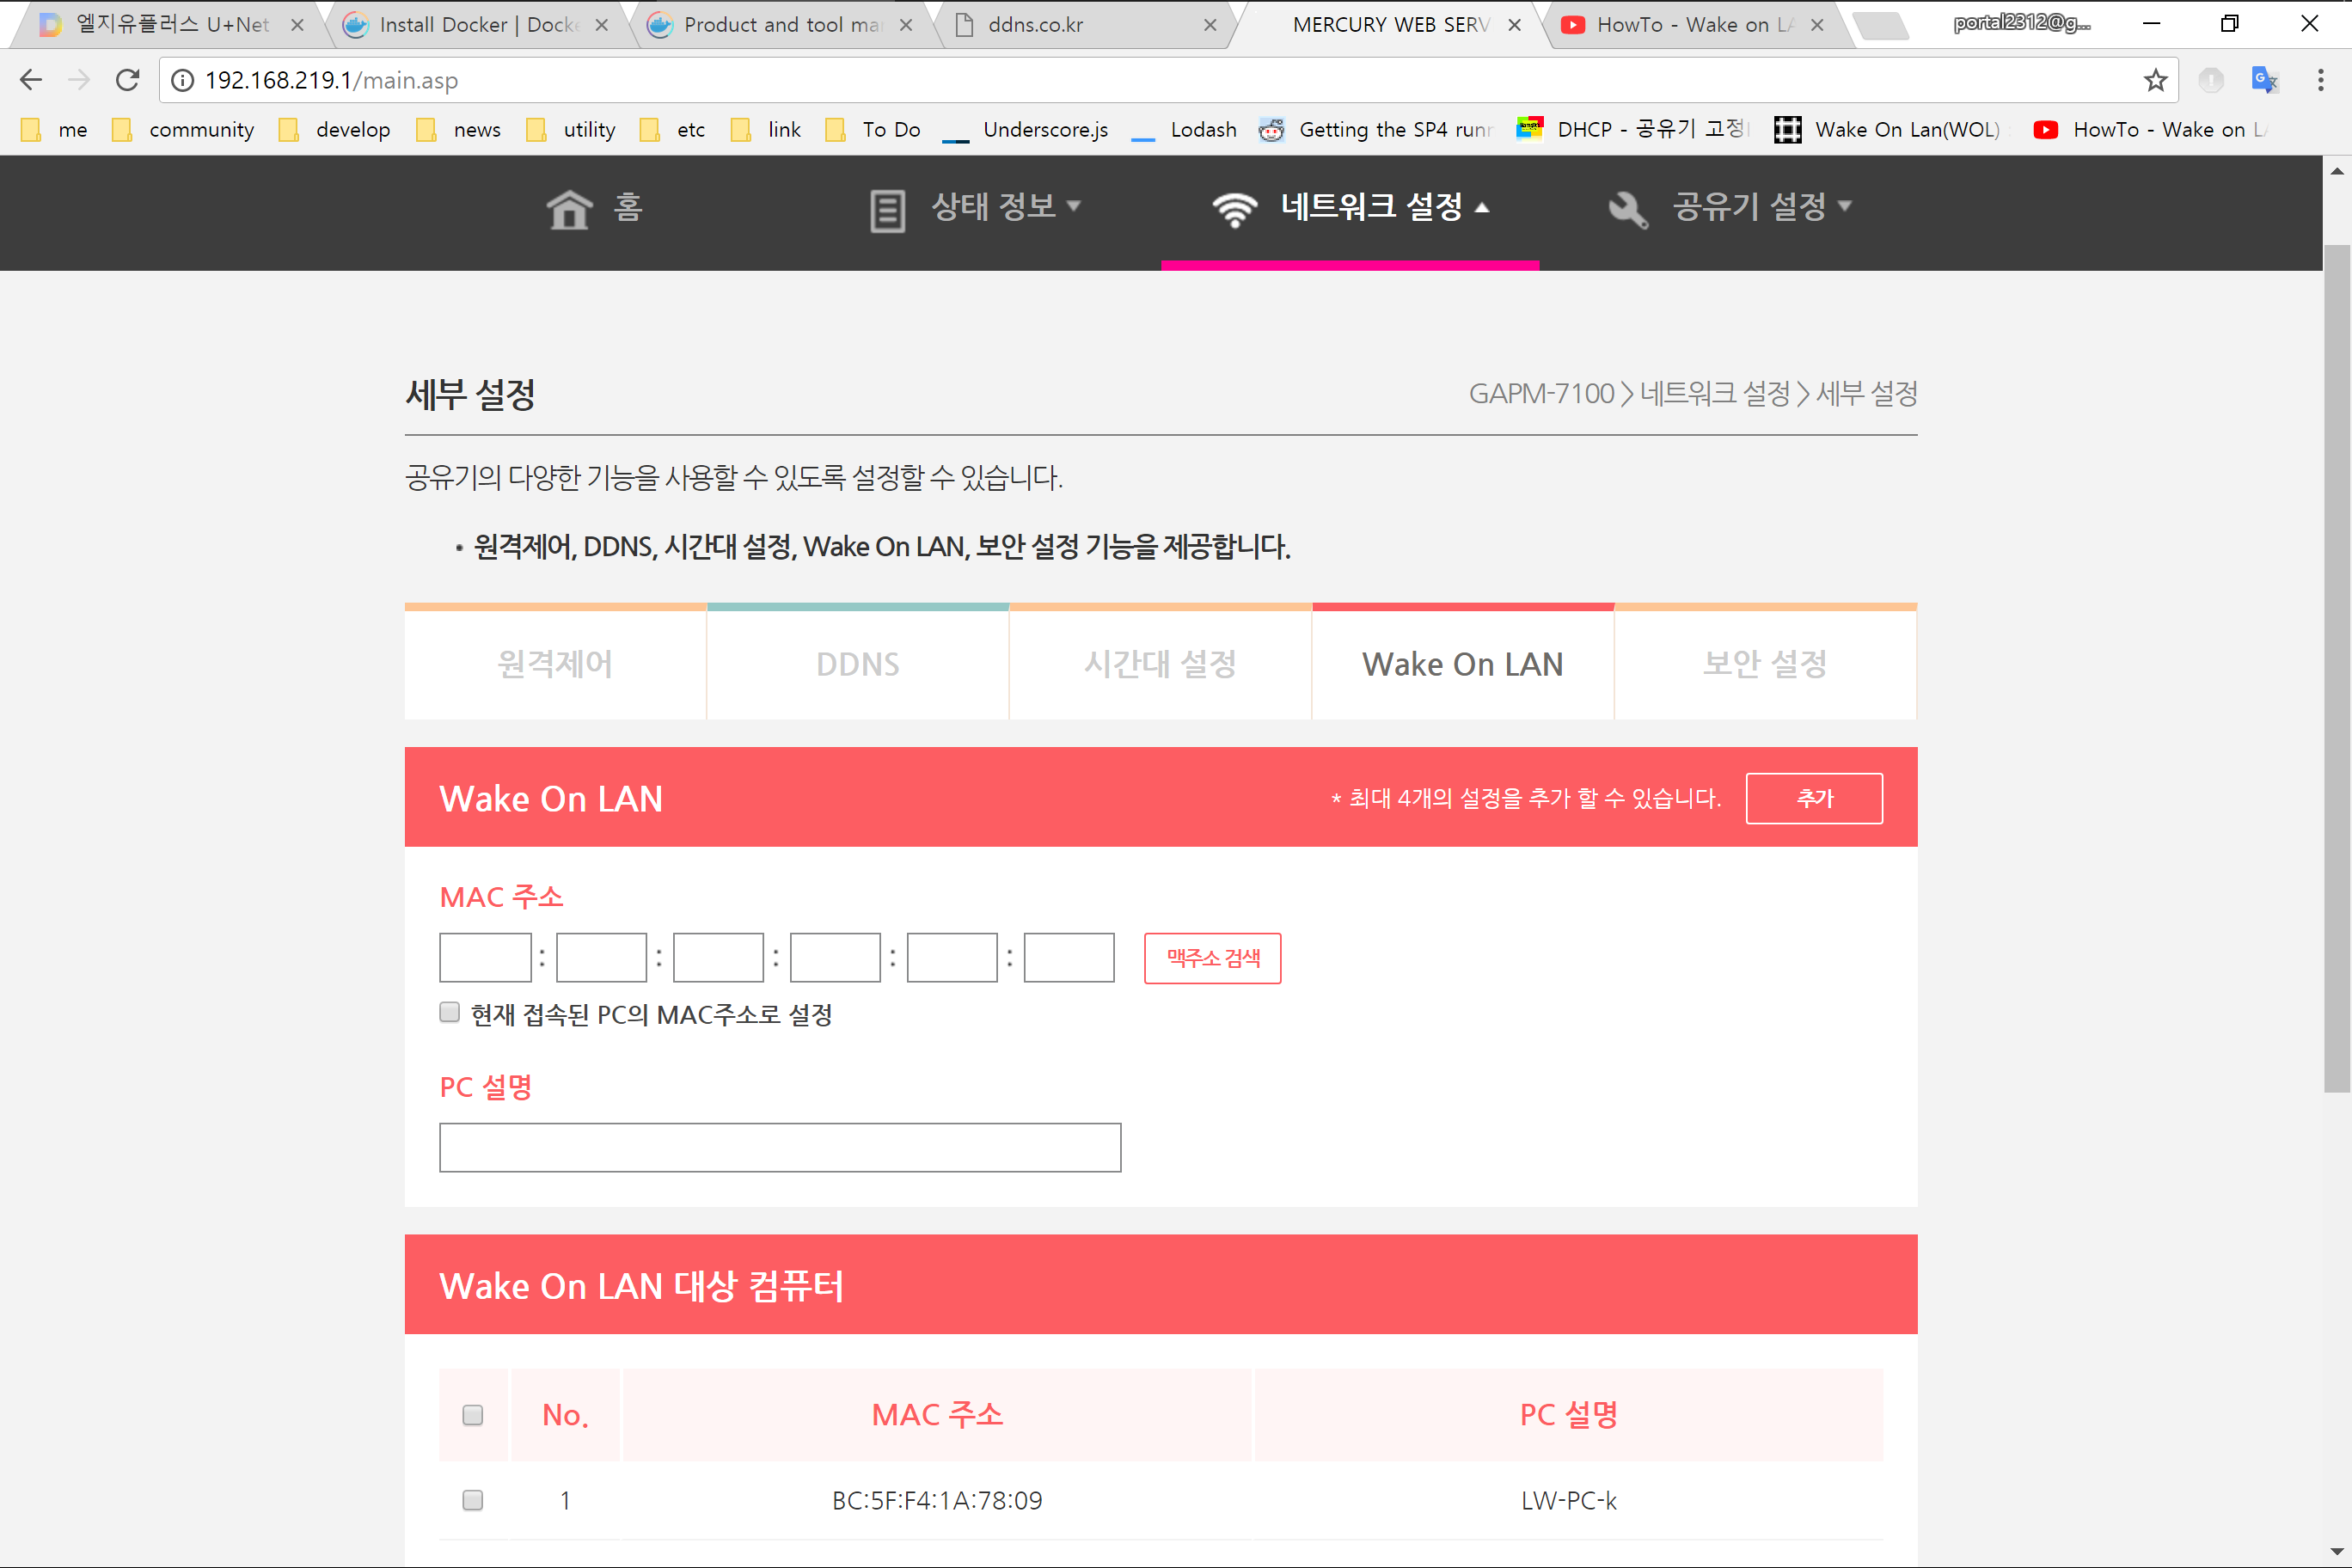 엘지유플러스 U+Net
Install Docker | Docke
Product and tool ma
ddns.co.kr
MERCURY WEB SERV
HowTo - Wake on LA
portal2312@g...
192.168.219.1/main.asp
me
community
develop
news
utility
etc
link
To Do
Underscore.js
Lodash
Getting the SP4 runn
DHCP - 공유기 고정
Wake On Lan(WOL)
HowTo - Wake on LA
홈
상태 정보
네트워크 설정
공유기 설정
세부 설정
GAPM-7100 > 네트워크 설정 > 세부 설정
공유기의 다양한 기능을 사용할 수 있도록 설정할 수 있습니다.
• 원격제어, DDNS, 시간대 설정, Wake On LAN, 보안 설정 기능을 제공합니다.
원격제어
DDNS
시간대 설정
Wake On LAN
보안 설정
Wake On LAN
* 최대 4개의 설정을 추가 할 수 있습니다.
추가
MAC 주소
: : : : :
맥주소 검색
현재 접속된 PC의 MAC주소로 설정
PC 설명
Wake On LAN 대상 컴퓨터
No.
MAC 주소
PC 설명
1
BC:5F:F4:1A:78:09
LW-PC-k